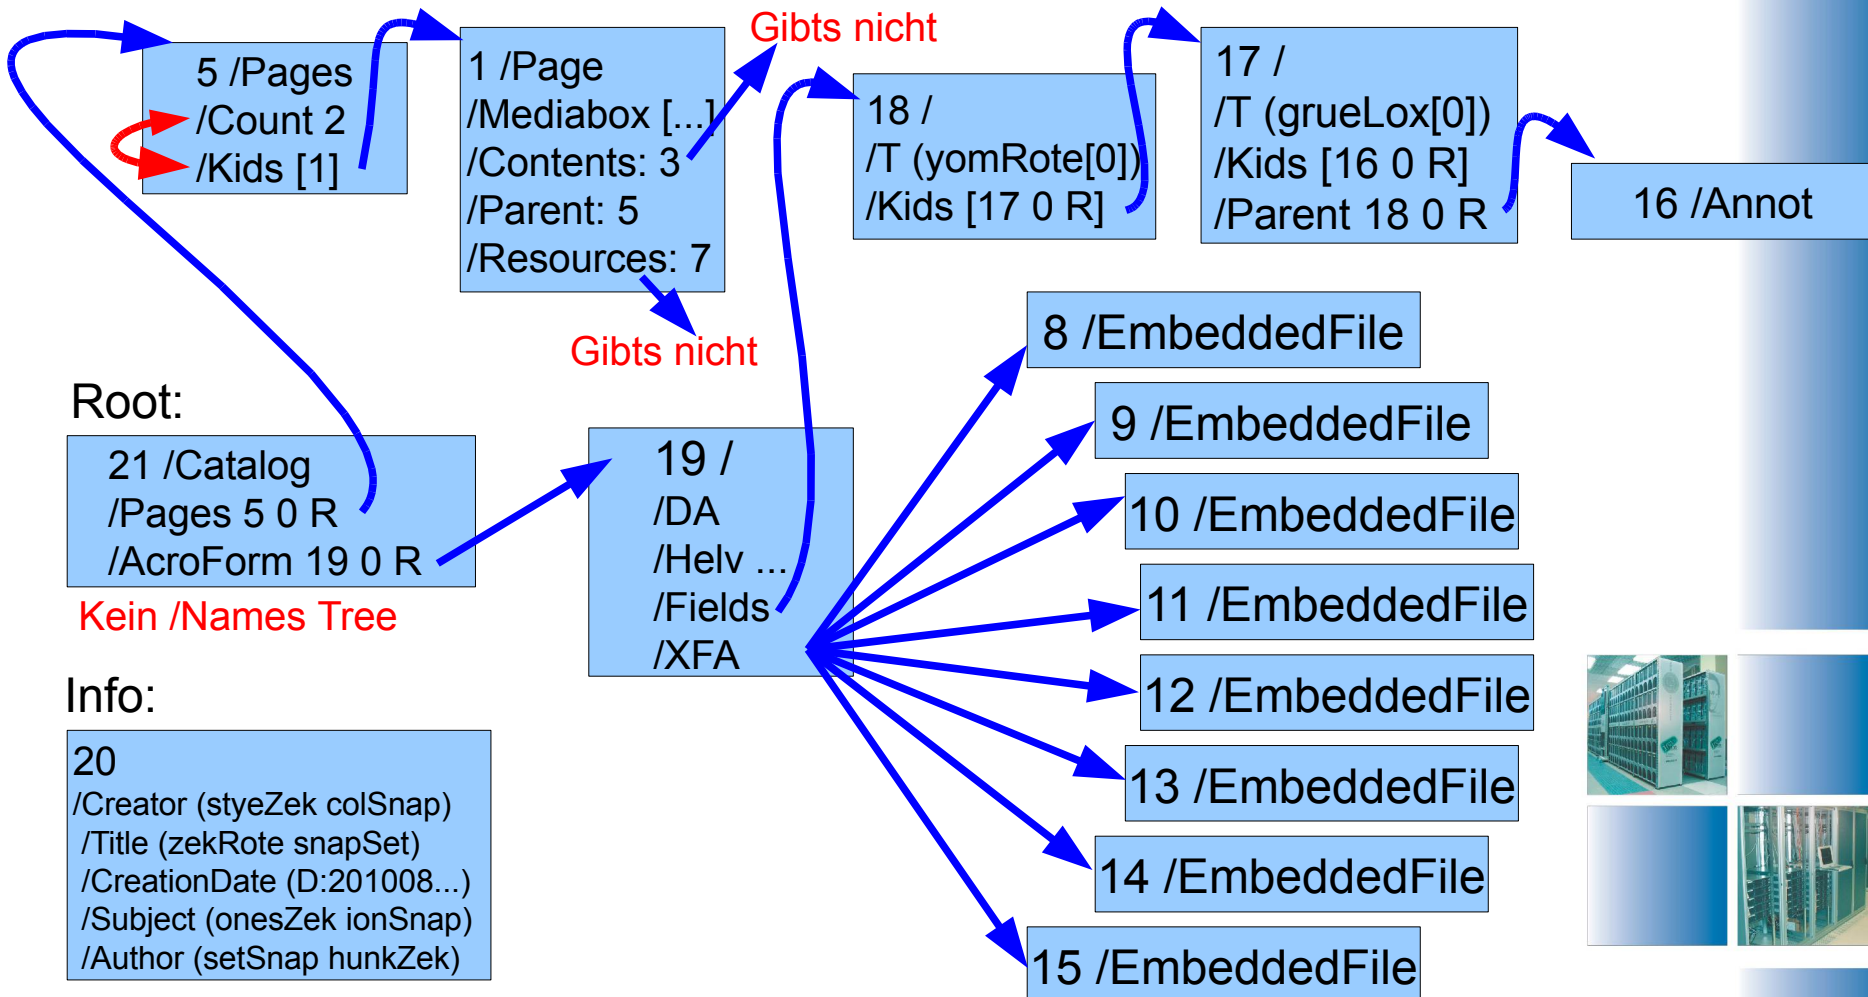 Gibts nicht
5 /Pages
/Count 2
/Kids [1]
1 /Page
/Mediabox [...]
/Contents: 3
/Parent: 5
/Resources: 7
Gibts nicht
18 /
/T (yomRote[0])
/Kids [17 0 R]
17 /
/T (grueLox[0])
/Kids [16 0 R]
/Parent 18 0 R
16 /Annot
Root:
21 /Catalog
/Pages 5 0 R
/AcroForm 19 0 R
Kein /Names Tree
19 /
/DA
/Helv ...
/Fields
/XFA
8 /EmbeddedFile
9 /EmbeddedFile
10 /EmbeddedFile
11 /EmbeddedFile
12 /EmbeddedFile
13 /EmbeddedFile
14 /EmbeddedFile
15 /EmbeddedFile
Info:
20
/Creator (styeZek colSnap)
/Title (zekRote snapSet)
/CreationDate (D:201008...)
/Subject (onesZek ionSnap)
/Author (setSnap hunkZek)